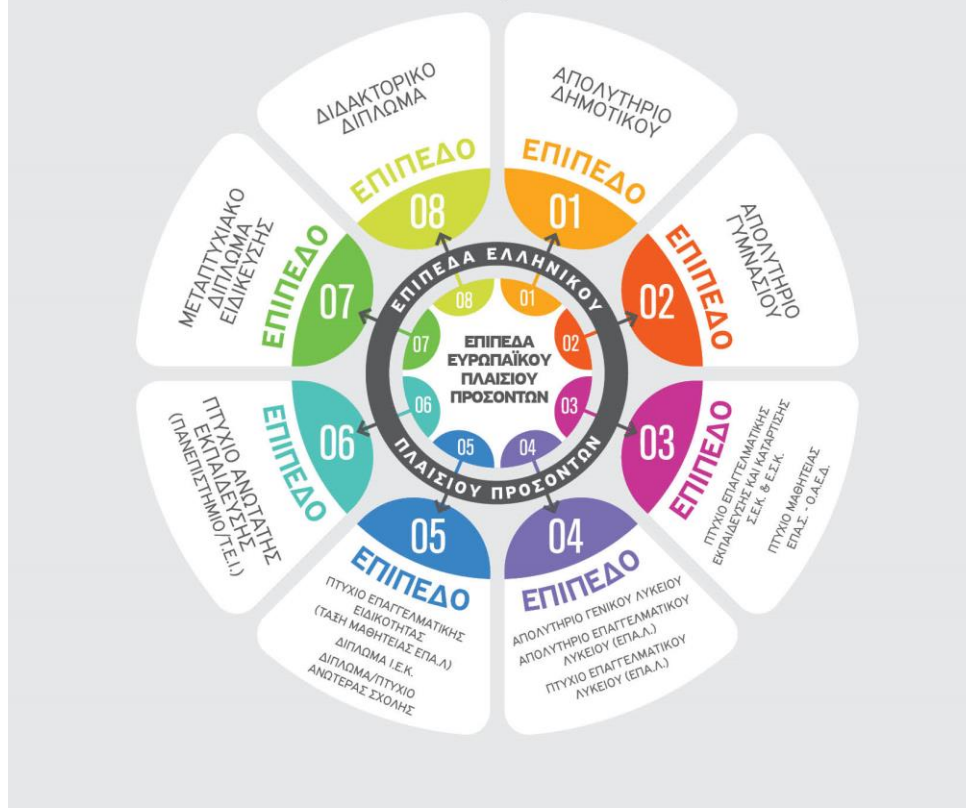 ΕΠΙΠΕΔΑ
ΕΥΡΩΠΑΪΚΟΥ
ΠΛΑΙΣΙΟΥ
ΠΡΟΣΟΝΤΩΝ
01
02
03
04
05
06
07
08
ΕΠΙΠΕΔΑ ΕΛΛΗΝΙΚΟΥ
ΠΛΑΙΣΙΟΥ ΠΡΟΣΟΝΤΩΝ
ΑΠΟΛΥΤΗΡΙΟ
ΔΗΜΟΤΙΚΟΥ
ΕΠΙΠΕΔΟ
01
ΑΠΟΛΥΤΗΡΙΟ
ΓΥΜΝΑΣΙΟΥ
ΕΠΙΠΕΔΟ
02
ΕΠΙΠΕΔΟ
03
ΠΤΥΧΙΟ ΕΠΑΓΓΕΛΜΑΤΙΚΗΣ
ΕΚΠΑΙΔΕΥΣΗΣ ΚΑΙ ΚΑΤΑΡΤΙΣΗΣ
Σ.Ε.Κ. & Ε.Σ.Κ.
ΠΤΥΧΙΟ ΜΑΘΗΤΕΙΑΣ
ΕΠΑ.Σ. - Ο.Α.Ε.Δ.
04
ΕΠΙΠΕΔΟ
ΑΠΟΛΥΤΗΡΙΟ ΓΕΝΙΚΟΥ ΛΥΚΕΙΟΥ
ΑΠΟΛΥΤΗΡΙΟ ΕΠΑΓΓΕΛΜΑΤΙΚΟΥ
ΛΥΚΕΙΟΥ (ΕΠΑ.Λ.)
ΠΤΥΧΙΟ ΕΠΑΓΓΕΛΜΑΤΙΚΟΥ
ΛΥΚΕΙΟΥ (ΕΠΑ.Λ.)
05
ΕΠΙΠΕΔΟ
ΠΤΥΧΙΟ ΕΠΑΓΓΕΛΜΑΤΙΚΗΣ
ΕΙΔΙΚΟΤΗΤΑΣ
(ΤΑΞΗ ΜΑΘΗΤΕΙΑΣ ΕΠΑ.Λ)
ΔΙΠΛΩΜΑ Ι.Ε.Κ.
ΔΙΠΛΩΜΑ/ΠΤΥΧΙΟ
ΑΝΩΤΕΡΑΣ ΣΧΟΛΗΣ
06
ΕΠΙΠΕΔΟ
ΠΤΥΧΙΟ ΑΝΩΤΑΤΗΣ
ΕΚΠΑΙΔΕΥΣΗΣ
(ΠΑΝΕΠΙΣΤΗΜΙΟ/Τ.Ε.Ι.)
ΜΕΤΑΠΤΥΧΙΑΚΟ
ΔΙΠΛΩΜΑ
ΕΙΔΙΚΕΥΣΗΣ
ΕΠΙΠΕΔΟ
07
ΔΙΔΑΚΤΟΡΙΚΟ
ΔΙΠΛΩΜΑ
ΕΠΙΠΕΔΟ
08